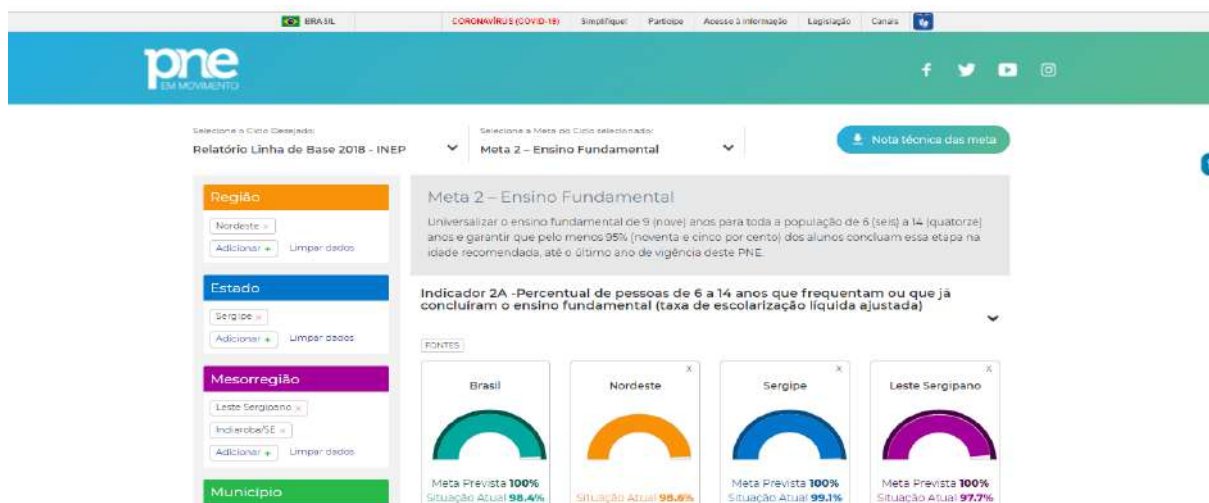 BRASIL
CORONAVÍRUS (COVID-19) Simplifique! Participe Acesso à informação Legislação Canais
pne
EM MOVIMENTO
Selecione o Ciclo Desejado:
Relatório Linha de Base 2018 - INEP
Selecione a Meta do Ciclo selecionado:
Meta 2 – Ensino Fundamental
Nota técnica das meta
Região
Nordeste x
Adicionar + Limpar dados
Estado
Sergipe x
Adicionar + Limpar dados
Mesorregião
Leste Sergipano x
Indiaroba/SE x
Adicionar + Limpar dados
Município
Meta 2 – Ensino Fundamental
Universalizar o ensino fundamental de 9 (nove) anos para toda a população de 6 (seis) a 14 (quatorze)
anos e garantir que pelo menos 95% (noventa e cinco por cento) dos alunos concluam essa etapa na
idade recomendada, até o último ano de vigência deste PNE.
Indicador 2A -Percentual de pessoas de 6 a 14 anos que frequentam ou que já
concluíram o ensino fundamental (taxa de escolarização líquida ajustada)
FONTES
Brasil
Meta Prevista 100%
Situação Atual 98.4%
X
Nordeste
Situação Atual 98.6%
X
Sergipe
Meta Prevista 100%
Situação Atual 99.1%
X
Leste Sergipano
Meta Prevista 100%
Situação Atual 97.7%